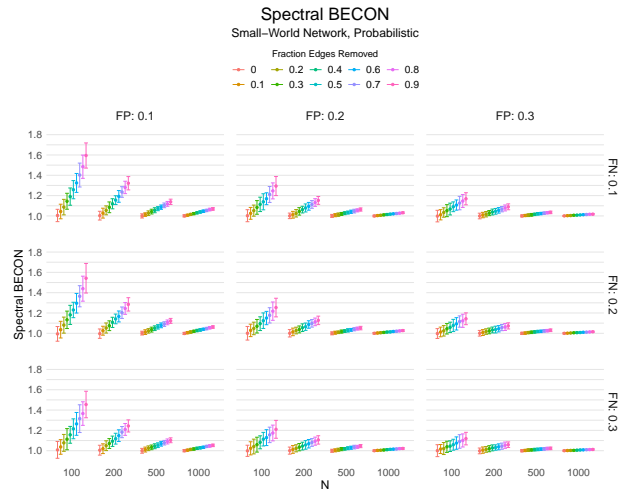 Spectral BECON
Small−World Network, Probabilistic
Fraction Edges Removed
0 0.2 0.4 0.6 0.8
0.1 0.3 0.5 0.7 0.9
FP: 0.1 FP: 0.2 FP: 0.3
1.8
1.6
1.4
1.2
1.0
FN: 0.1
1.8
1.6
1.4
1.2
1.0
FN: 0.2
Spectral BECON
1.8
1.6
1.4
1.2
1.0
FN: 0.3
100 200 500 1000 100 200 500 1000 100 200 500 1000
N